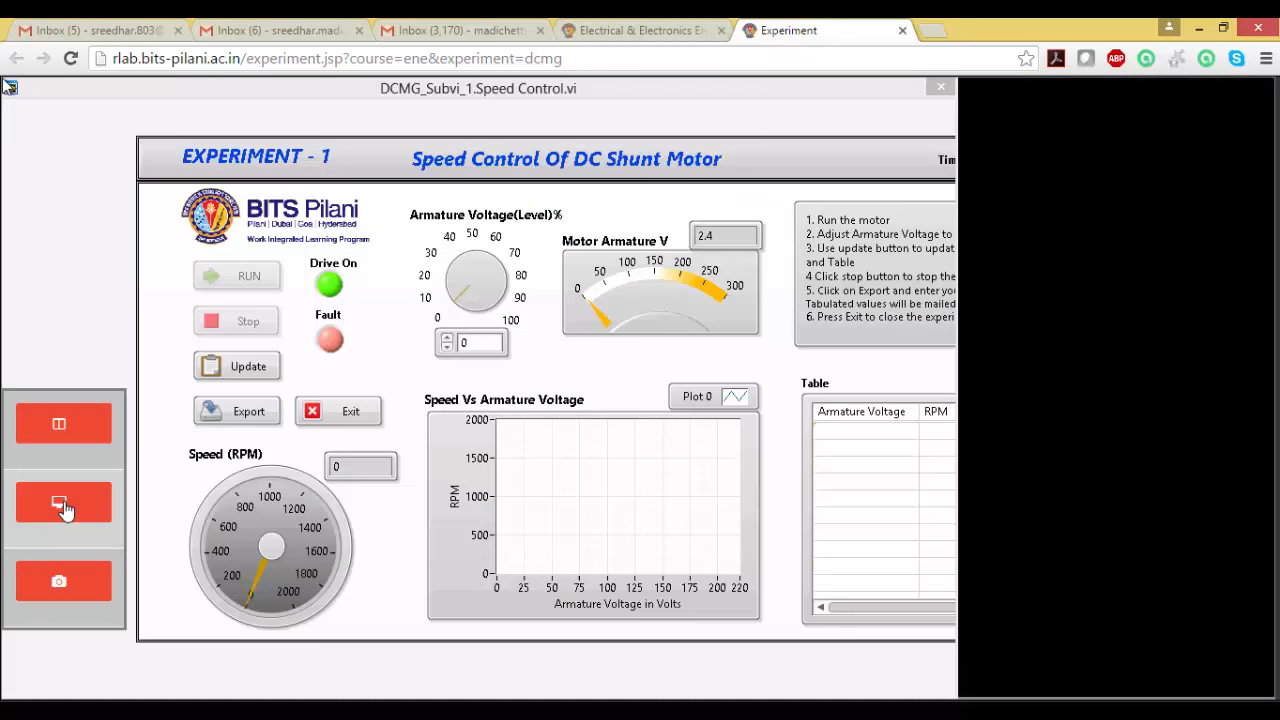 Inbox (5) - sreedhar.803@
Inbox (6) - sreedhar.mad
Inbox (3,170) - madichett
Electrical & Electronics En
Experiment
rlab.bits-pilani.ac.in/experiment.jsp?course=ene&experiment=dcmg
ABP
DCMG_Subvi_1.Speed Control.vi
EXPERIMENT - 1
Speed Control Of DC Shunt Motor
Tim
BITS Pilani
Pilani | Dubai | Goa | Hyderabad
Work Integrated Learning Program
RUN
Stop
Update
Export
Exit
Drive On
Fault
Armature Voltage(Level)%
0
10
20
30
40
50
60
70
80
90
100
0
Motor Armature V
2.4
0
50
100
150
200
250
300
1. Run the motor
2. Adjust Armature Voltage to
3. Use update button to updat
and Table
4 Click stop button to stop the
5. Click on Export and enter yo
Tabulated values will be mailed
6. Press Exit to close the experi
Speed (RPM)
0
200
400
600
800
1000
1200
1400
1600
1800
2000
Speed Vs Armature Voltage
Plot 0
2000
1500
1000
500
0
RPM
0 25 50 75 100 125 150 175 200 220
Armature Voltage in Volts
Table
Armature Voltage RPM